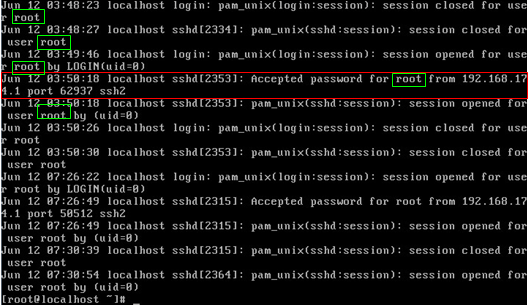 Jun 12 03:48:23 localhost login: pam_unix(login:session): session closed for use
r root
Jun 12 03:48:27 localhost sshd[2334]: pam_unix(sshd:session): session closed for
 user root
Jun 12 03:49:46 localhost login: pam_unix(login:session): session opened for use
r root by LOGIN(uid=0)
Jun 12 03:50:18 localhost sshd[2353]: Accepted password for root from 192.168.17
4.1 port 62937 ssh2
Jun 12 03:50:18 localhost sshd[2353]: pam_unix(sshd:session): session opened for
 user root by (uid=0)
Jun 12 03:50:26 localhost login: pam_unix(login:session): session closed for use
r root
Jun 12 03:50:30 localhost sshd[2353]: pam_unix(sshd:session): session closed for
 user root
Jun 12 07:26:22 localhost login: pam_unix(login:session): session opened for use
r root by LOGIN(uid=0)
Jun 12 07:26:49 localhost sshd[2315]: Accepted password for root from 192.168.17
4.1 port 50512 ssh2
Jun 12 07:26:49 localhost sshd[2315]: pam_unix(sshd:session): session opened for
 user root by (uid=0)
Jun 12 07:30:39 localhost sshd[2315]: pam_unix(sshd:session): session closed for
 user root
Jun 12 07:30:54 localhost sshd[2364]: pam_unix(sshd:session): session opened for
 user root by (uid=0)
[root@localhost ~]# _